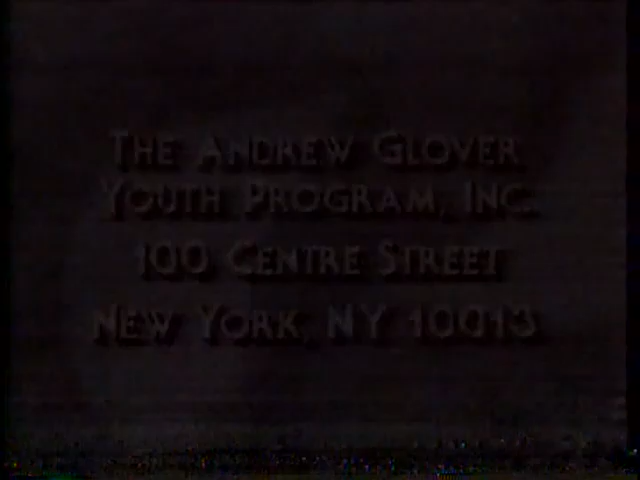 The Andrew Glover
Youth Program, Inc.
100 Centre Street
New York, NY 10013